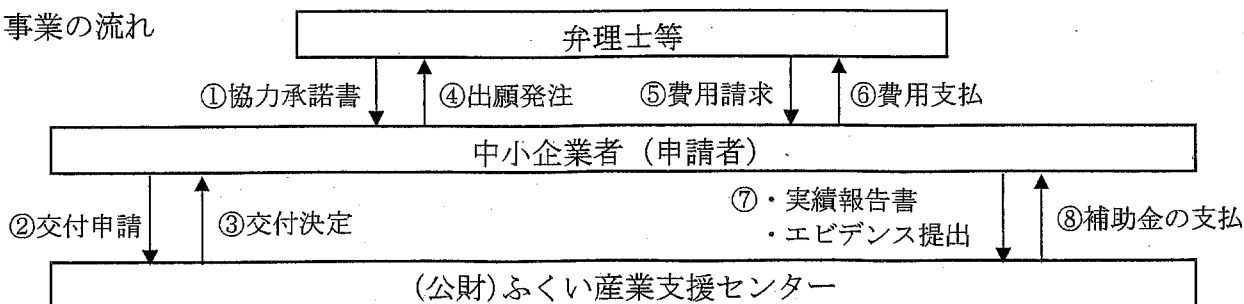 事業の流れ
弁理士等
①協力承諾書
④出願発注
⑤費用請求
⑥費用支払
中小企業者（申請者）
②交付申請
③交付決定
⑦・実績報告書
・エビデンス提出
⑧補助金の支払
(公財)ふくい産業支援センター